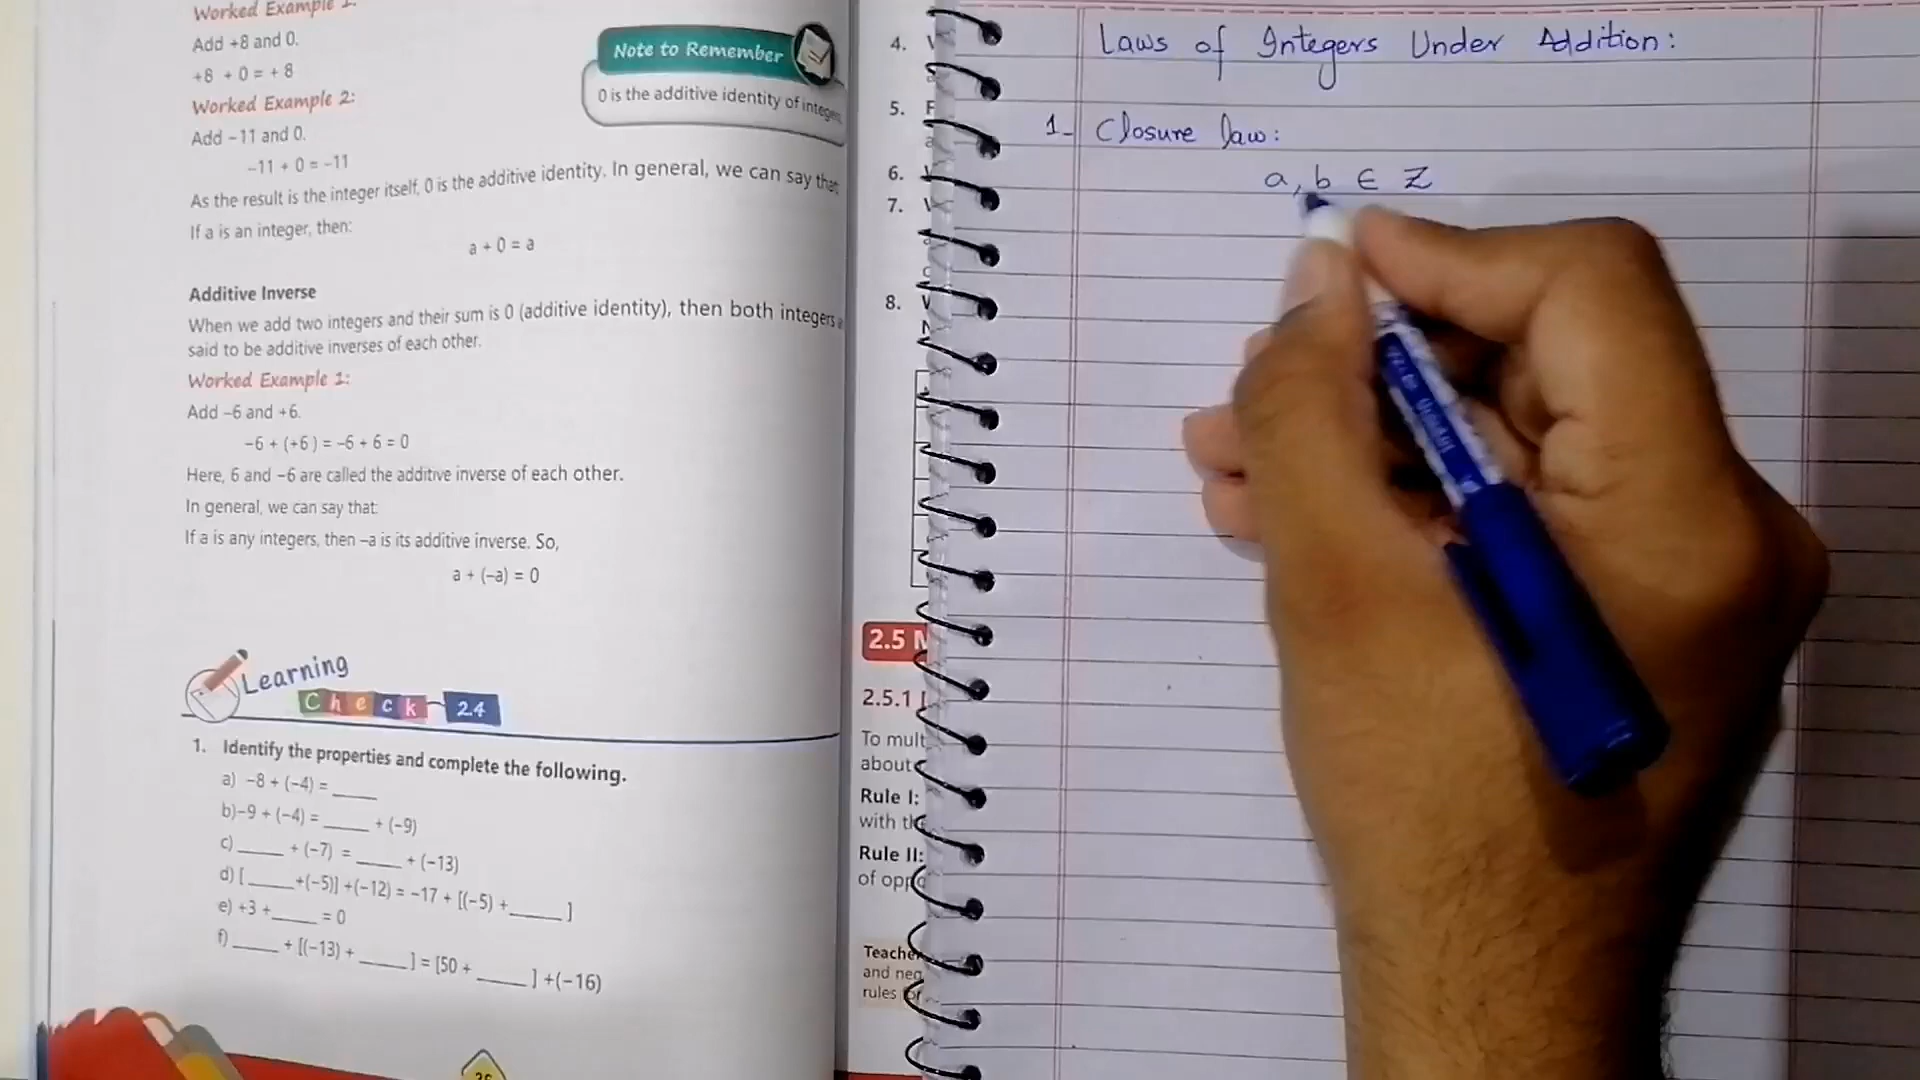 Worked Example 1:
Add +8 and 0.
+8 + 0 = + 8
Worked Example 2:
Add –11 and 0.
–11 + 0 = –11
As the result is the integer itself, 0 is the additive identity. In general, we can say that
If a is an integer, then:
a + 0 = a
Note to Remember
0 is the additive identity of
Additive Inverse
When we add two integers and their sum is 0 (additive identity), then both integers
said to be additive inverses of each other.
Worked Example 1:
Add –6 and +6.
–6 + (+6 ) = –6 + 6 = 0
Here, 6 and –6 are called the additive inverse of each other.
In general, we can say that:
If a is any integers, then –a is its additive inverse. So,
a + (–a) = 0
Learning
Check 2.4
1. Identify the properties and complete the following.
a) –8 + (–4) = ____
b)–9 + (–4) = ____ + (–9)
c) ____ + (–7) = ____ + (–13)
d) [ ____ +(–5)] +(–12) = –17 + [(–5) + ____ ]
e) +3 + ____ = 0
f) ____ + [(–13) + ____ ] = [50 + ____ ] +(–16)
4.
5.
6.
7.
8.
2.5
2.5.1
To
about
Rule I:
with
Rule II:
of
and
rules
Laws of Integers Under Addition:
1- Closure law:
a, b ∈ Z